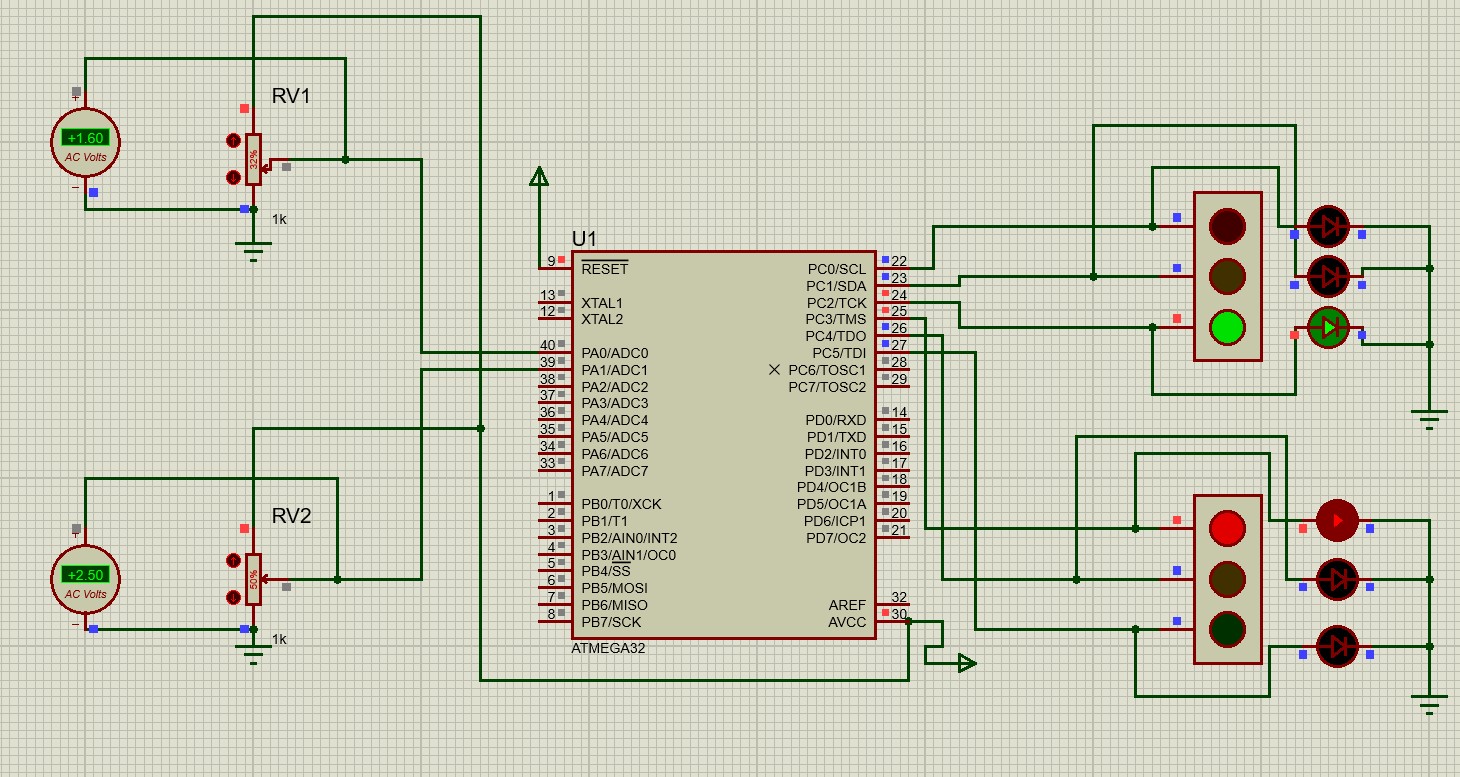 RV1
+1.60
AC Volts
32%
1k
RV2
+2.50
AC Volts
50%
1k
U1
9 RESET PC0/SCL 22
PC1/SDA 23
13 XTAL1 PC2/TCK 24
12 XTAL2 PC3/TMS 25
PC4/TDO 26
40 PA0/ADC0 PC5/TDI 27
39 PA1/ADC1 PC6/TOSC1 28
38 PA2/ADC2 PC7/TOSC2 29
37 PA3/ADC3
36 PA4/ADC4 PD0/RXD 14
35 PA5/ADC5 PD1/TXD 15
34 PA6/ADC6 PD2/INT0 16
33 PA7/ADC7 PD3/INT1 17
PD4/OC1B 18
1 PB0/T0/XCK PD5/OC1A 19
2 PB1/T1 PD6/ICP1 20
3 PB2/AIN0/INT2 PD7/OC2 21
4 PB3/AIN1/OC0
5 PB4/SS
6 PB5/MOSI
7 PB6/MISO AREF 32
8 PB7/SCK AVCC 30
ATMEGA32